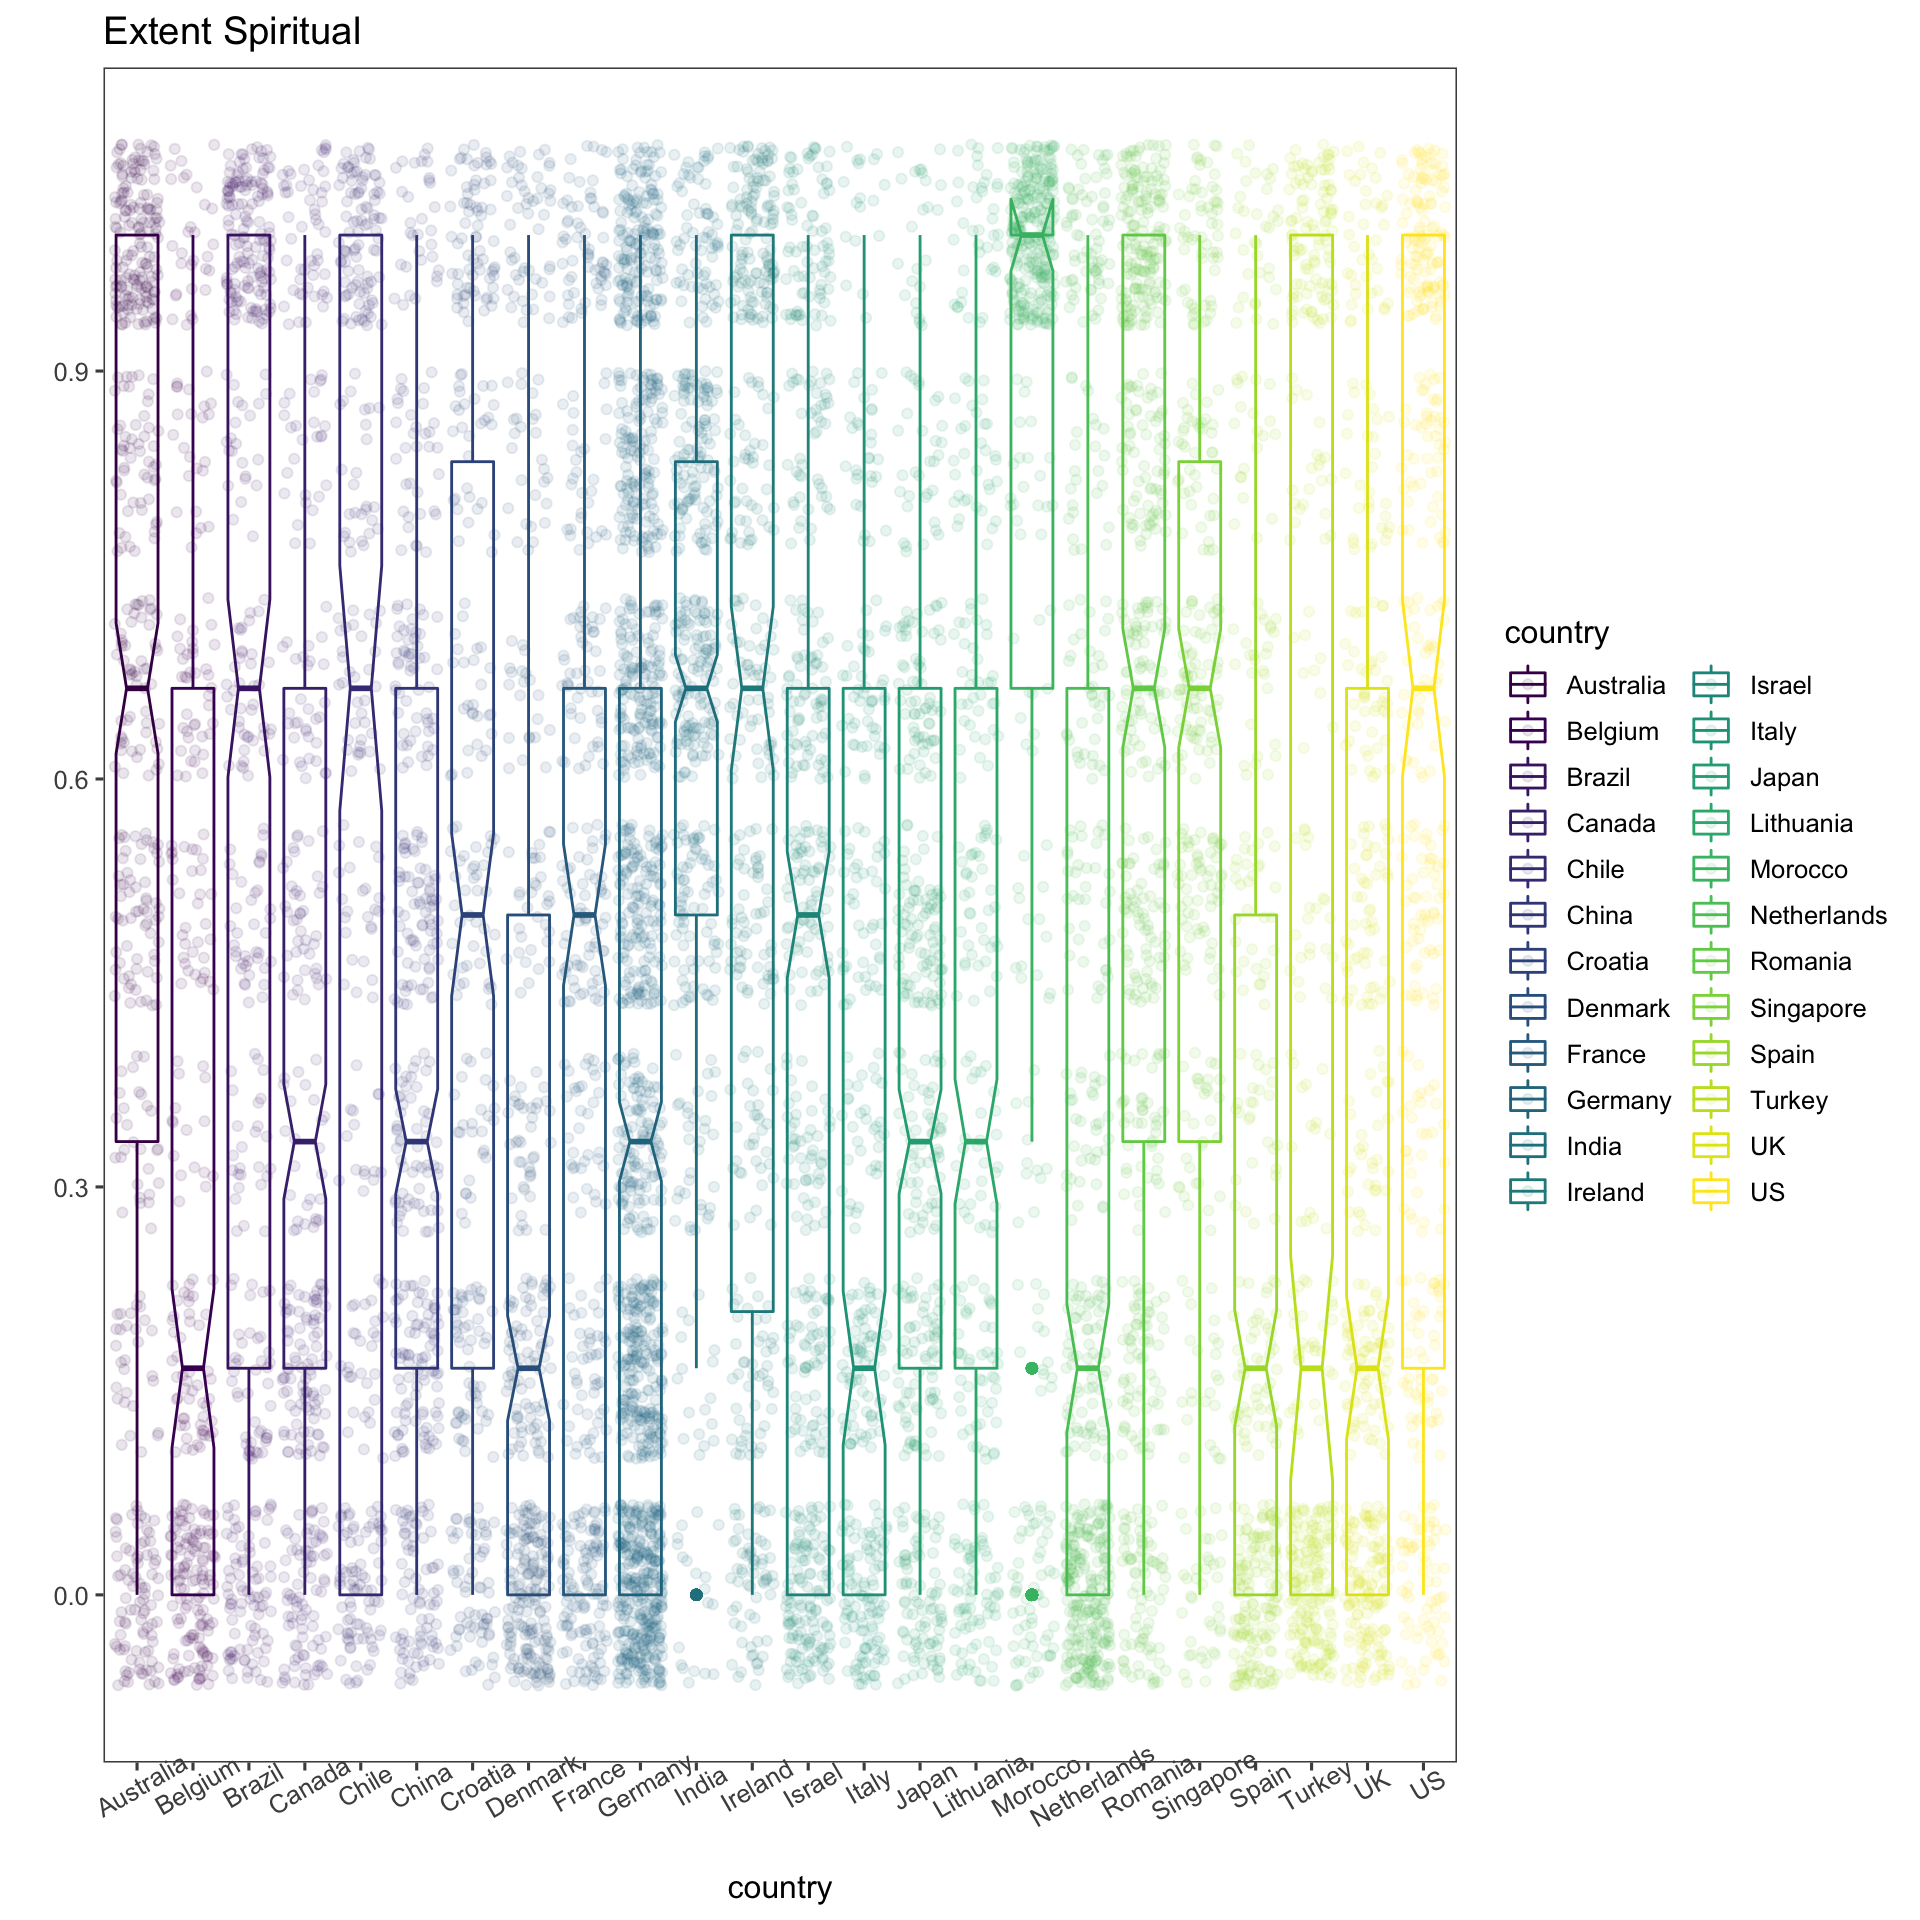 Extent Spiritual
0.9
0.6
0.3
0.0
Australia
Belgium
Brazil
Canada
Chile
China
Croatia
Denmark
France
Germany
India
Ireland
Israel
Italy
Japan
Lithuania
Morocco
Netherlands
Romania
Singapore
Spain
Turkey
UK
US
country
country
Australia
Belgium
Brazil
Canada
Chile
China
Croatia
Denmark
France
Germany
India
Ireland
Israel
Italy
Japan
Lithuania
Morocco
Netherlands
Romania
Singapore
Spain
Turkey
UK
US